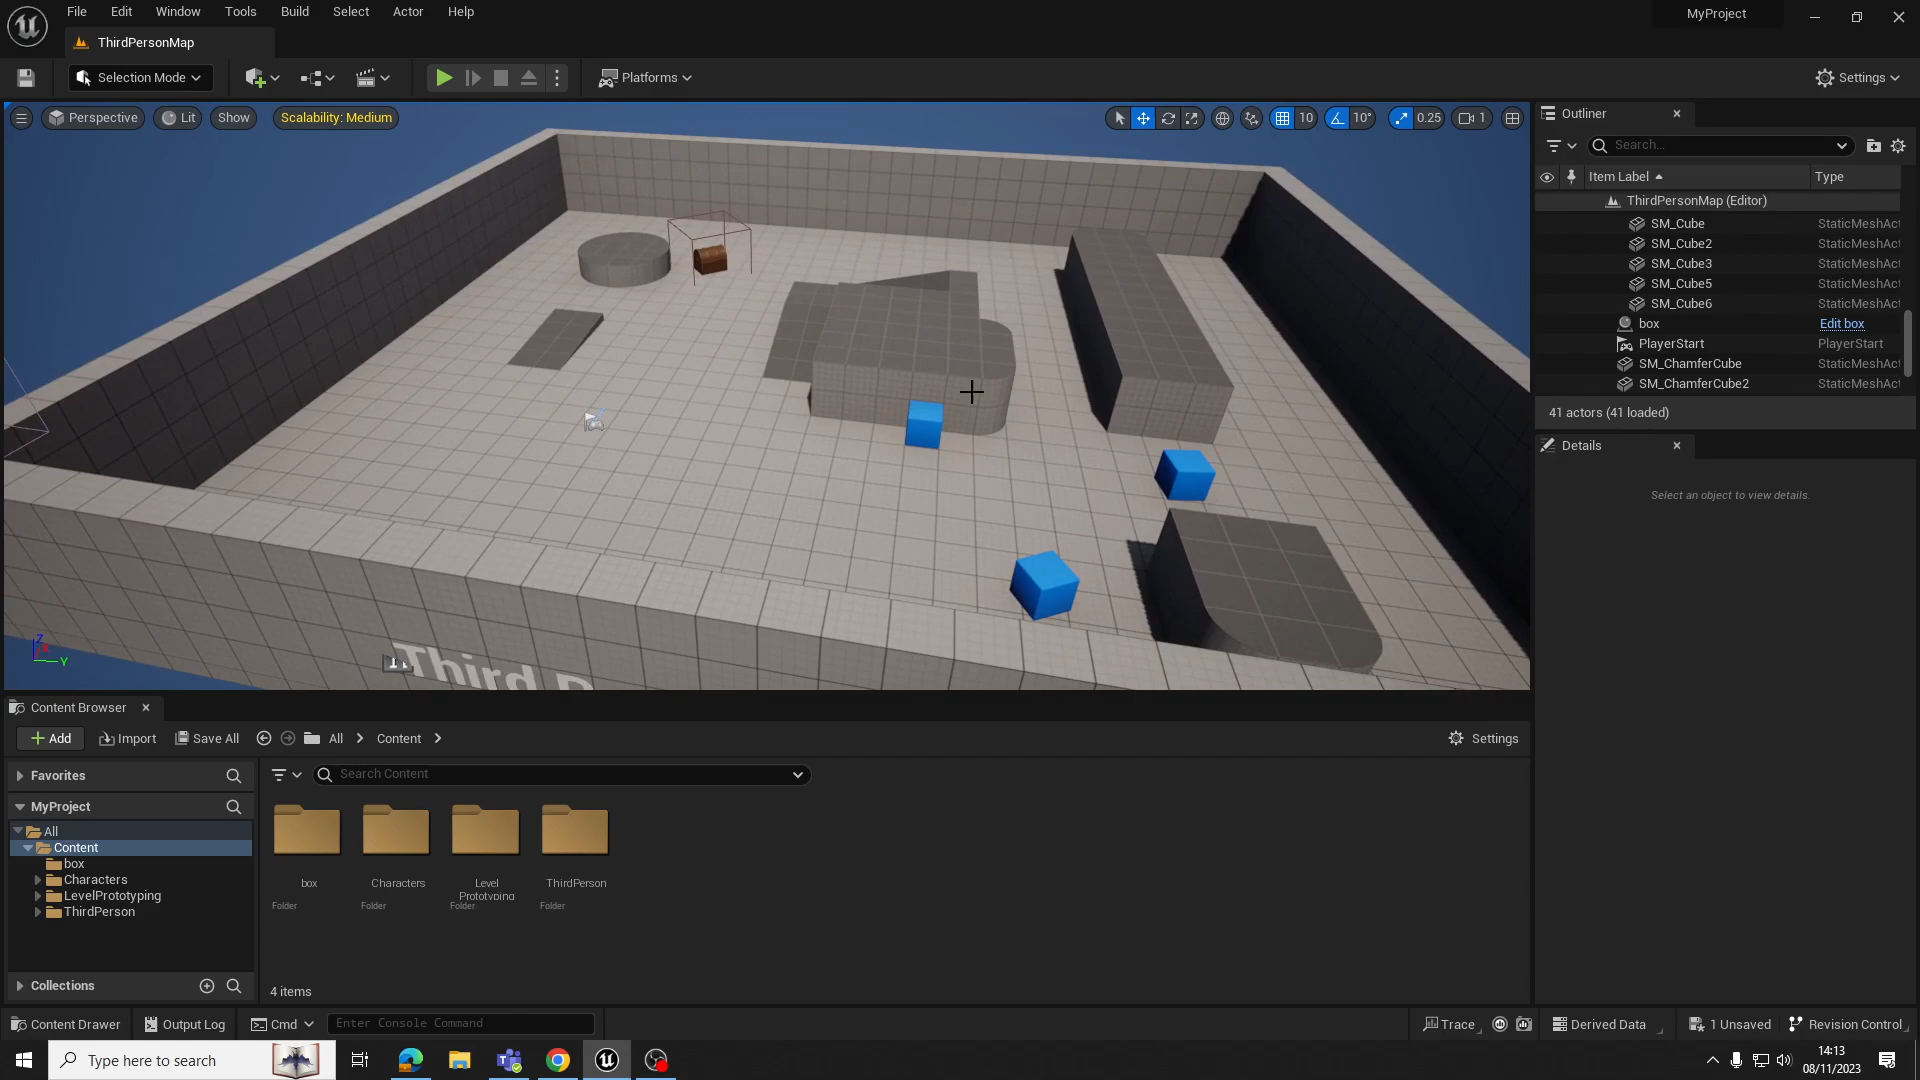 File Edit Window Tools Build Select Actor Help
MyProject
ThirdPersonMap
Selection Mode
Platforms
Settings
Perspective Lit Show Scalability: Medium
10 10° 0.25 1
Outliner
Search...
Item Label Type
ThirdPersonMap (Editor)
SM_Cube StaticMeshAct
SM_Cube2 StaticMeshAct
SM_Cube3 StaticMeshAct
SM_Cube5 StaticMeshAct
SM_Cube6 StaticMeshAct
box Edit box
PlayerStart PlayerStart
SM_ChamferCube StaticMeshAct
SM_ChamferCube2 StaticMeshAct
41 actors (41 loaded)
Details
Select an object to view details.
Third
Z
Y
Content Browser
Add Import Save All All Content Settings
Favorites
Search Content
MyProject
All
Content
box
Characters
LevelPrototyping
ThirdPerson
Collections
box
Folder
Characters
Folder
Level
Prototyping
Folder
ThirdPerson
Folder
4 items
Content Drawer Output Log Cmd Enter Console Command Trace Derived Data 1 Unsaved Revision Control
Type here to search
14:13
08/11/2023